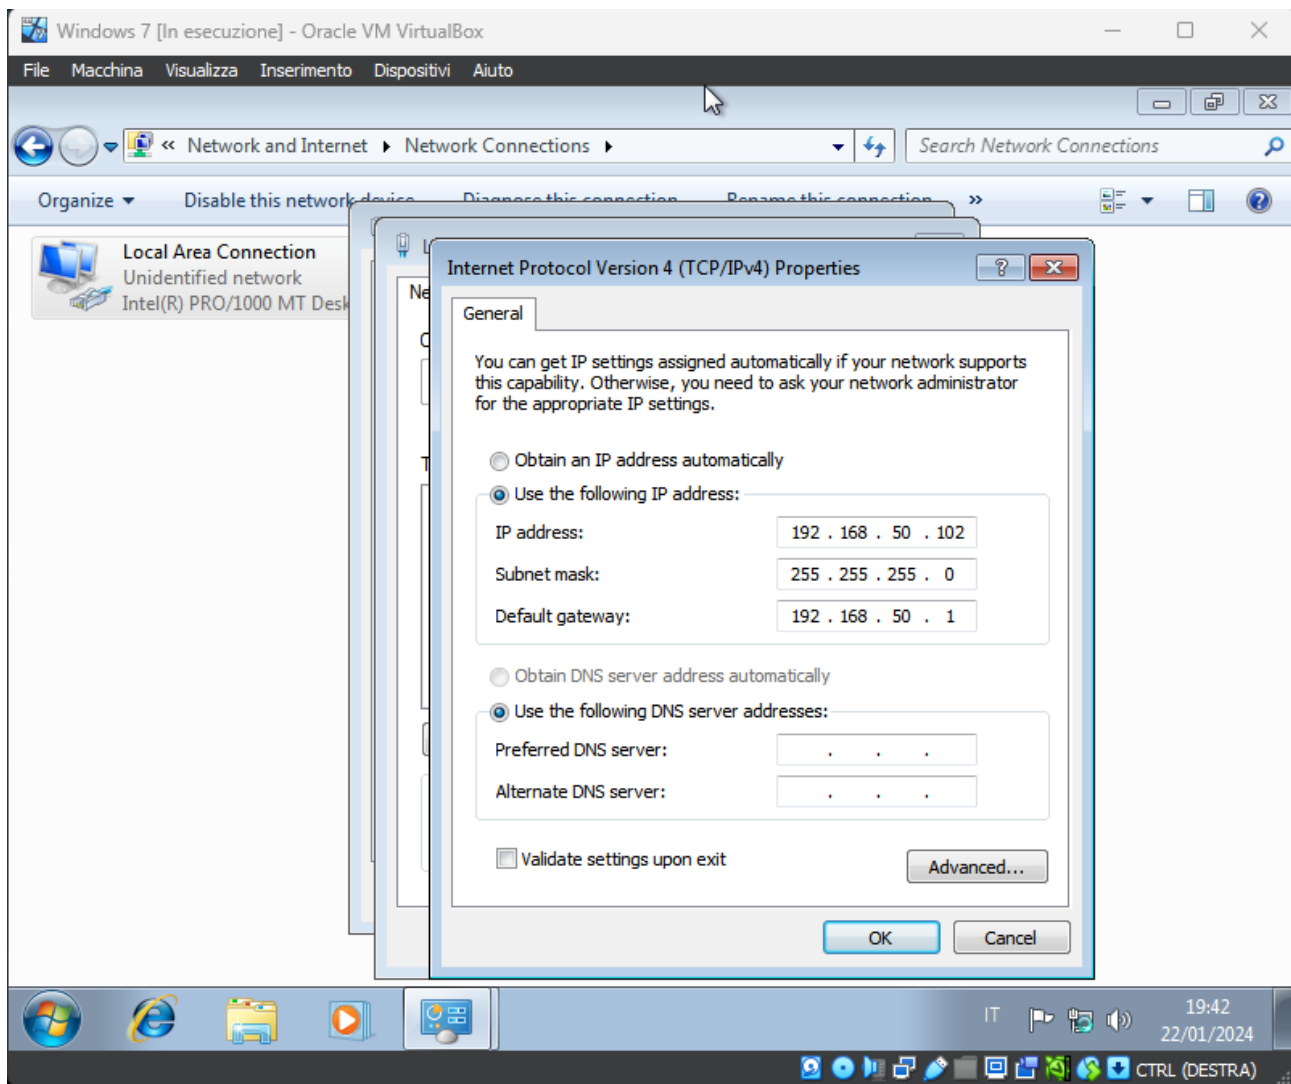 Windows 7 [In esecuzione] - Oracle VM VirtualBox
File Macchina Visualizza Inserimento Dispositivi Aiuto
« Network and Internet Network Connections
Search Network Connections
Organize Disable this network device Diagnose this connection Rename this connection »
Local Area Connection
Unidentified network
Intel(R) PRO/1000 MT Desk
Internet Protocol Version 4 (TCP/IPv4) Properties
Ne
General
You can get IP settings assigned automatically if your network supports
this capability. Otherwise, you need to ask your network administrator
for the appropriate IP settings.
Obtain an IP address automatically
Use the following IP address:
IP address: 192 . 168 . 50 . 102
Subnet mask: 255 . 255 . 255 . 0
Default gateway: 192 . 168 . 50 . 1
Obtain DNS server address automatically
Use the following DNS server addresses:
Preferred DNS server: . . .
Alternate DNS server: . . .
Validate settings upon exit
Advanced...
OK Cancel
IT
19:42
22/01/2024
CTRL (DESTRA)